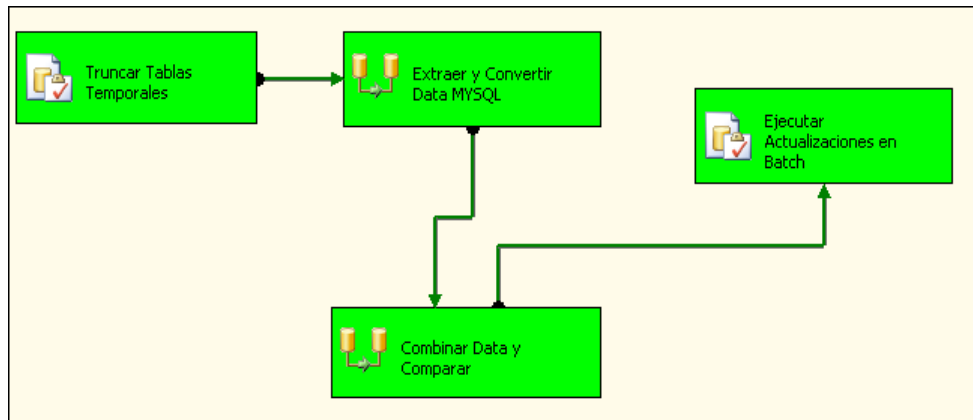 Truncar Tablas
Temporales
Extraer y Convertir
Data MYSQL
Ejecutar
Actualizaciones en
Batch
Combinar Data y
Comparar